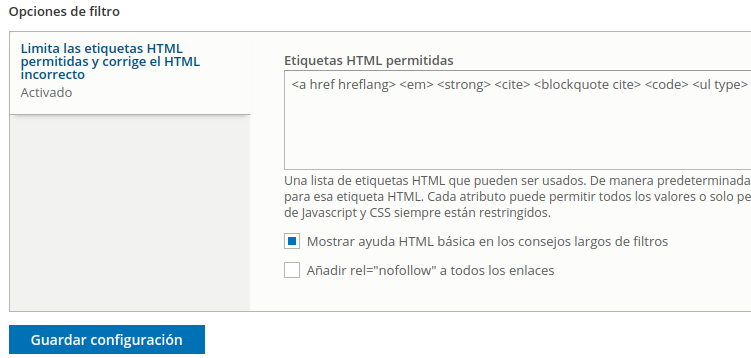 Opciones de filtro
Limita las etiquetas HTML
permitidas y corrige el HTML
incorrecto
Activado
Etiquetas HTML permitidas
<a href hreflang> <em> <strong> <cite> <blockquote cite> <code> <ul type>
Una lista de etiquetas HTML que pueden ser usados. De manera predeterminada
para esa etiqueta HTML. Cada atributo puede permitir todos los valores o solo pe
de Javascript y CSS siempre están restringidos.
Mostrar ayuda HTML básica en los consejos largos de filtros
Añadir rel="nofollow" a todos los enlaces
Guardar configuración